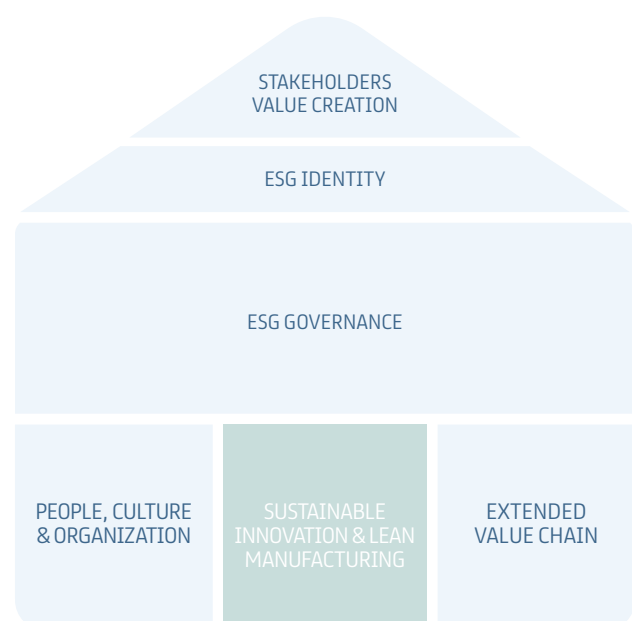 STAKEHOLDERS
VALUE CREATION
ESG IDENTITY
ESG GOVERNANCE
PEOPLE, CULTURE
& ORGANIZATION
SUSTAINABLE
INNOVATION & LEAN
MANUFACTURING
EXTENDED
VALUE CHAIN